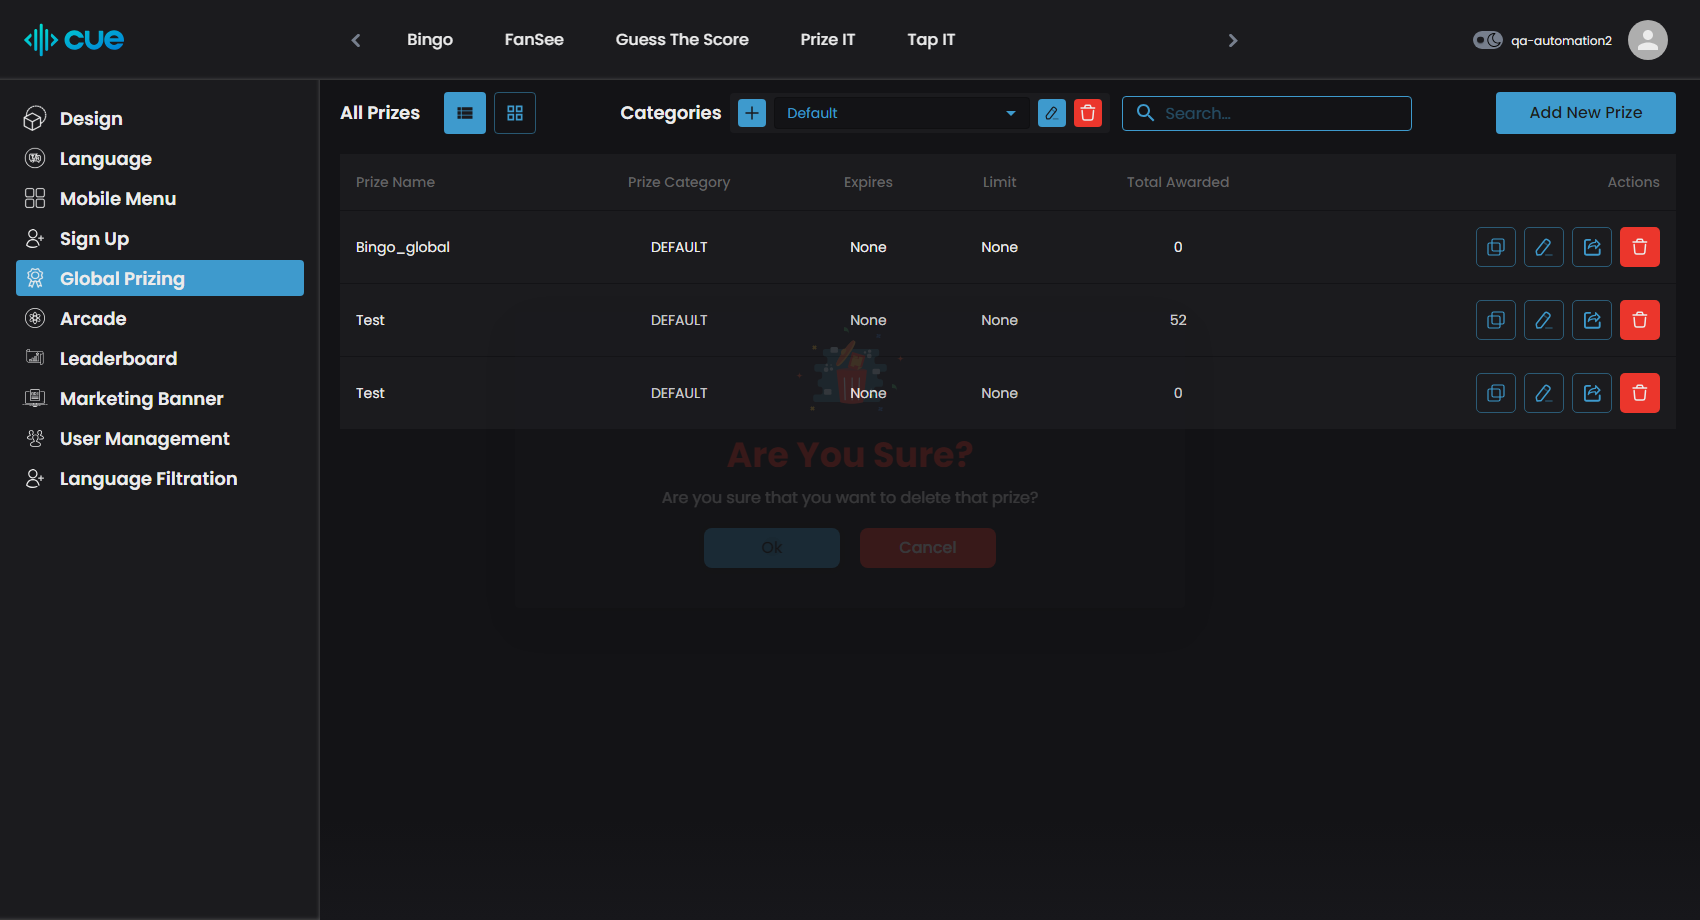 cue
Bingo
FanSee
Guess The Score
Prize IT
Tap IT
qa-automation2
Design
Language
Mobile Menu
Sign Up
Global Prizing
Arcade
Leaderboard
Marketing Banner
User Management
Language Filtration
All Prizes
Categories
Default
Search...
Add New Prize
Prize Name Prize Category Expires Limit Total Awarded Actions
Bingo_global DEFAULT None None 0
Test DEFAULT None None 52
Test DEFAULT None None 0
Are You Sure?
Are you sure that you want to delete that prize?
Ok
Cancel